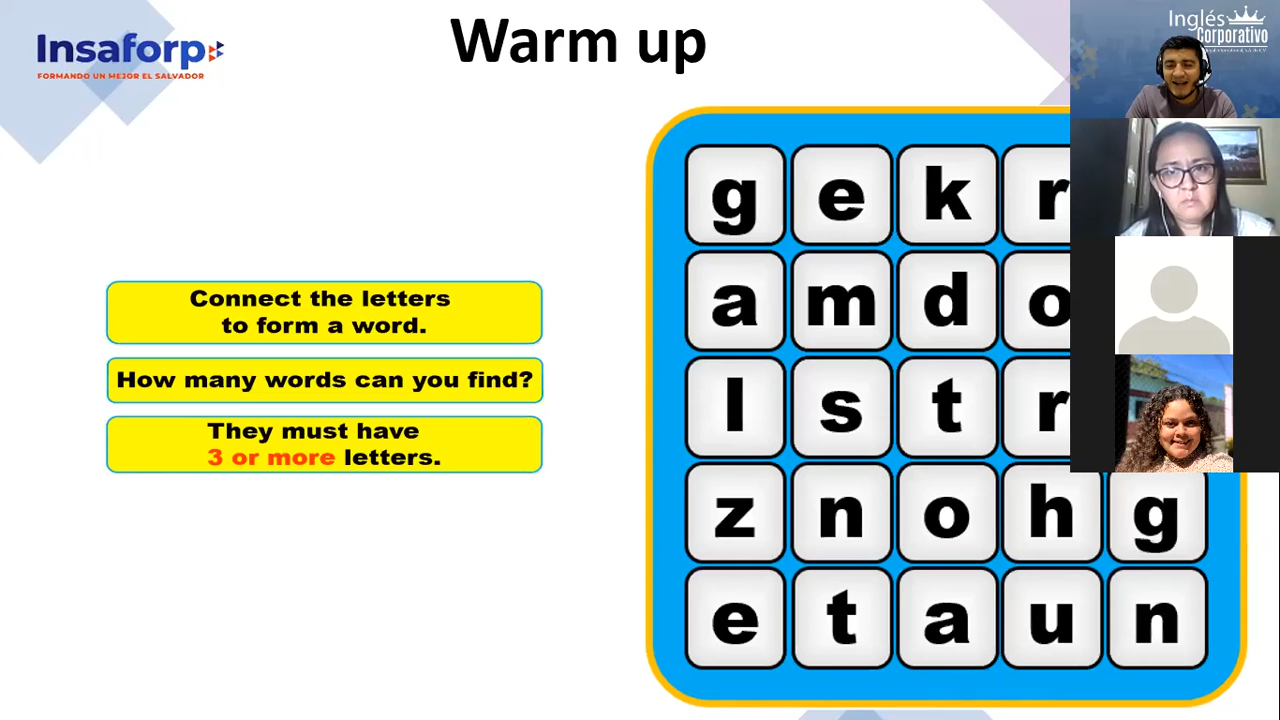 Warm up
Insaforp
FORMANDO UN MEJOR EL SALVADOR
Inglés
Corporativo
Connect the letters
to form a word.
How many words can you find?
They must have
3 or more letters.
g e k r
a m d o
l s t r
z n o h g
e t a u n